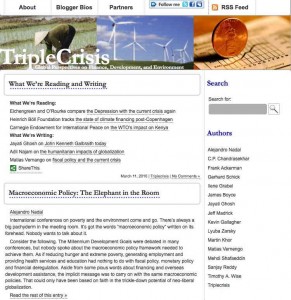 About
Blogger Bios
Partners
Follow me
RSS Feed
TripleCrisis
Global Perspectives on Finance, Development, and Environment
What We're Reading and Writing
What We're Reading:
Eichengreen and O'Rourke compare the Depression with the current crisis again
Heinrich Böll Foundation tracks the state of climate financing post-Copenhagen
Carnegie Endowment for International Peace on the WTO's impact on Kenya
What We're Writing:
Jayati Ghosh on John Kenneth Galbraith today
Adil Najam on the humanitarian impacts of globalization
Matias Vernengo on fiscal policy and the current crisis
ShareThis
March 11, 2010 | Triplecrisis | No Comments »
Macroeconomic Policy: The Elephant in the Room
Alejandro Nadal
International conferences on poverty and the environment come and go. There's always a
big pachyderm in the meeting room. It's got the words "macroeconomic policy" written on its
forehead. Nobody wants to talk about it.
Consider the following. The Millennium Development Goals were debated in many
conferences, but nobody spoke about the macroeconomic policy framework needed to
achieve them. As if reducing hunger and extreme poverty, generating employment and
providing health services and education had nothing to do with fiscal policy, monetary policy
and financial deregulation. Aside from some pious words about financing and overseas
development assistance, the implicit message was to carry on with the same macroeconomic
policies. That could only have been based on faith in the trickle-down potential of neo-liberal
globalisation.
Read the rest of this entry »
Search
Search for:
Authors
Alejandro Nadal
C.P. Chandrasekhar
Frank Ackerman
Gerhard Schick
Ilene Grabel
James Boyce
Jayati Ghosh
Jeff Madrick
Kevin Gallagher
Lyuba Zarsky
Martin Khor
Matias Vernengo
Mehdi Shafaeddin
Sanjay Reddy
Timothy A. Wise
Triplecrisis